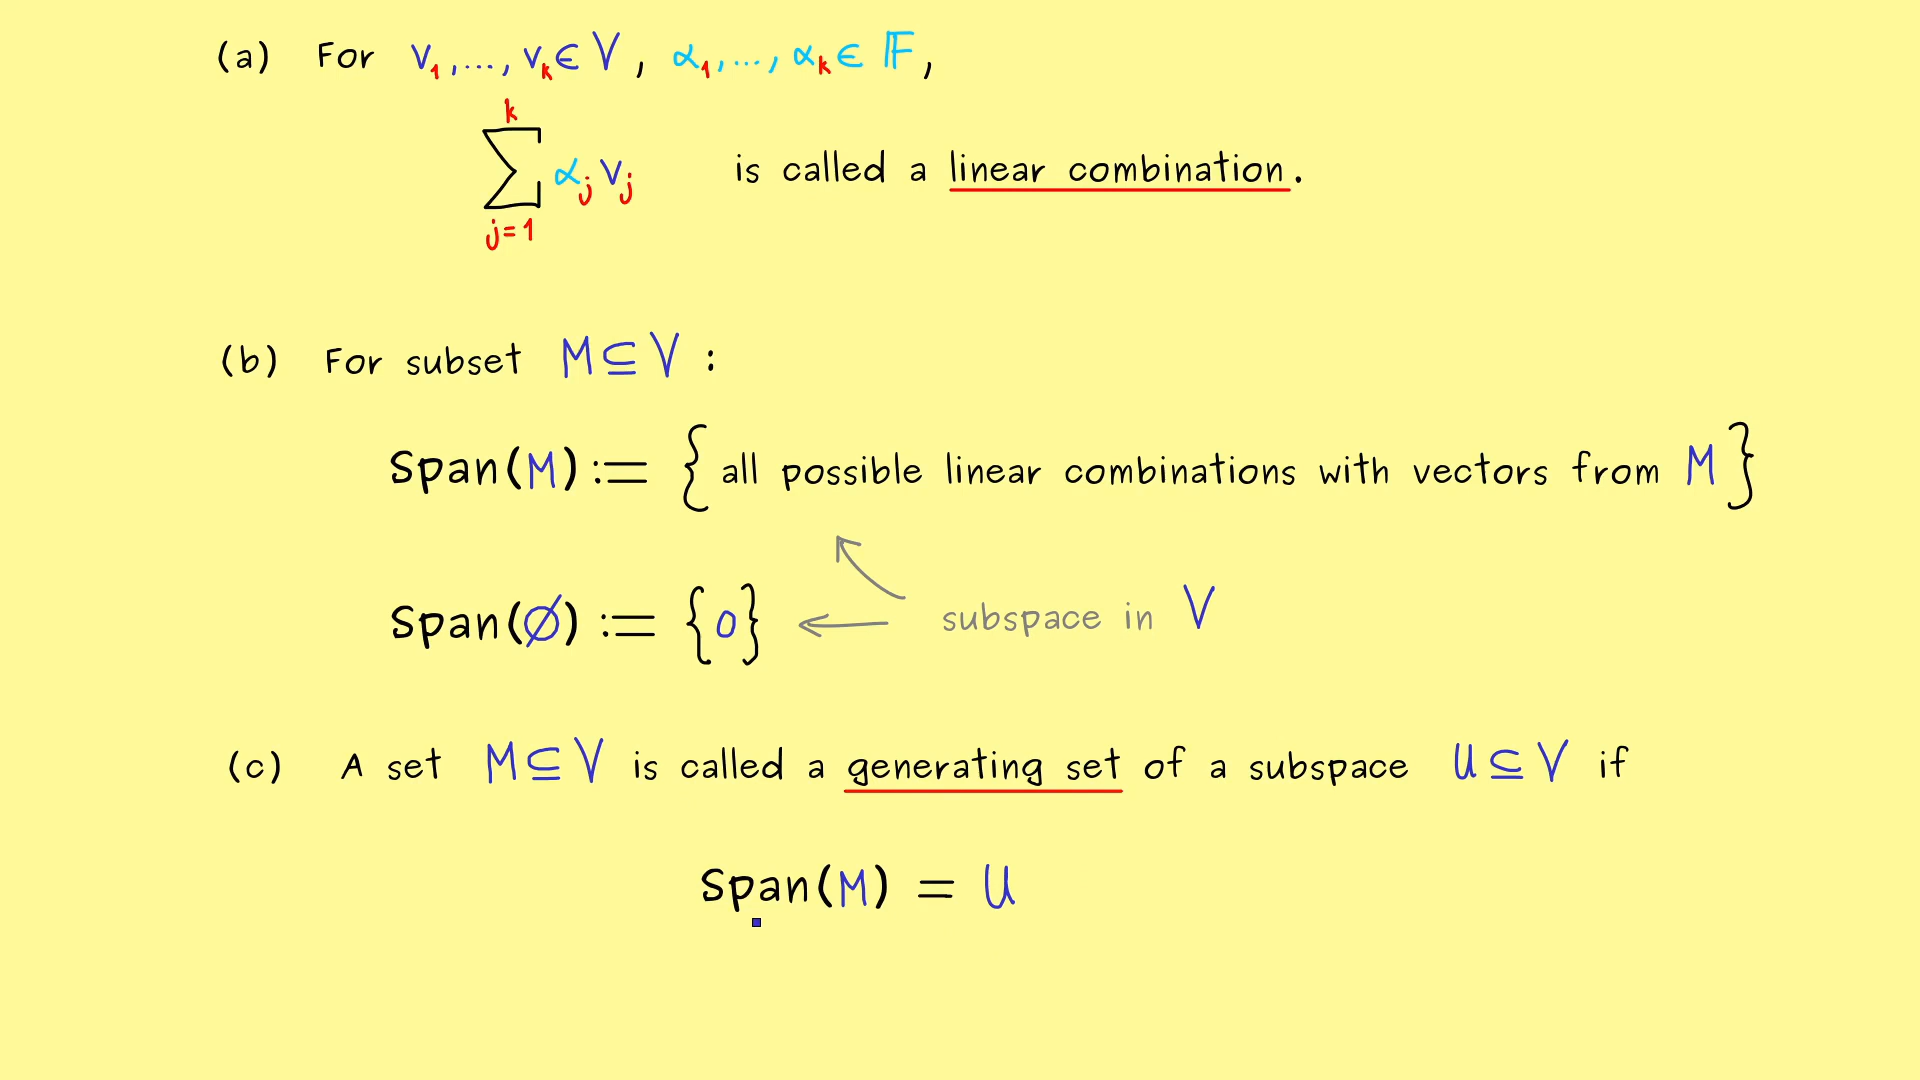 (a) For v₁,...,vₖ ∈ V, α₁,...,αₖ ∈ 𝔽,
k
∑ αⱼ vⱼ is called a linear combination.
j=1
(b) For subset M ⊆ V :
Span(M) := { all possible linear combinations with vectors from M }
Span(∅) := {0} ← subspace in V
(c) A set M ⊆ V is called a generating set of a subspace U ⊆ V if
Span(M) = U